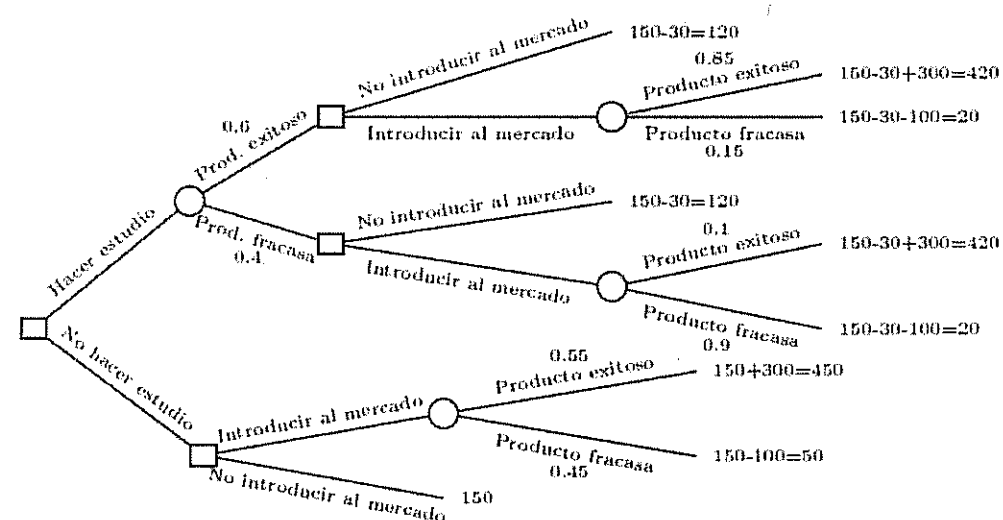 No introducir al mercado
150-30=120
0.85
Producto exitoso
150-30+300=420
0.6
Prod. exitoso
Introducir al mercado
Producto fracasa
150-30-100=20
0.15
Hacer estudio
Prod. fracasa
0.4
No introducir al mercado
150-30=120
0.1
Producto exitoso
150-30+300=420
Introducir al mercado
Producto fracasa
150-30-100=20
0.9
No hacer estudio
0.55
Producto exitoso
150+300=450
Introducir al mercado
Producto fracasa
150-100=50
0.45
No introducir al mercado
150